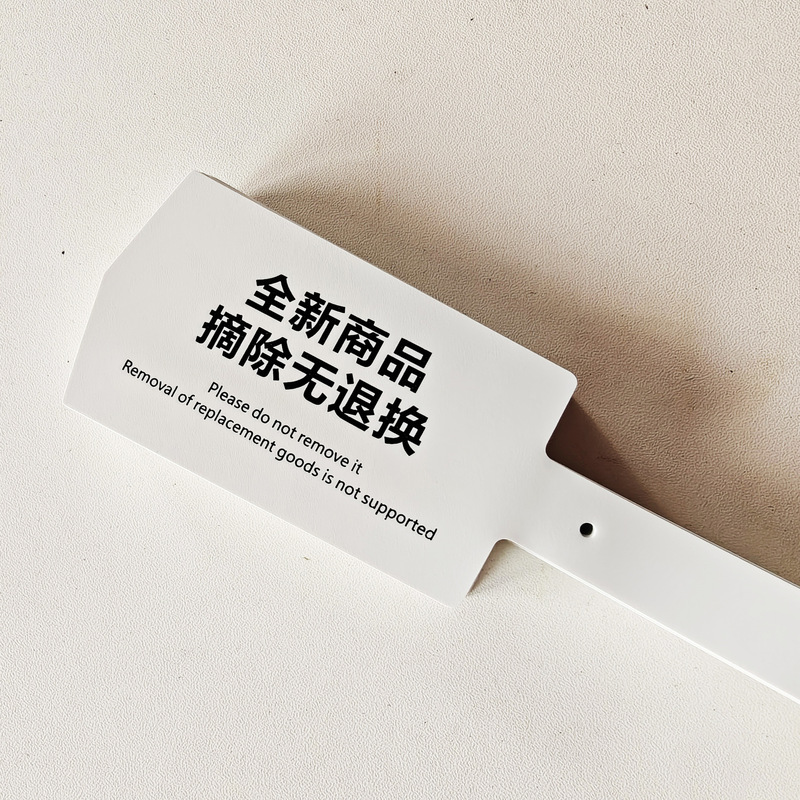 全新商品
摘除无退换
Please do not remove it
Removal of replacement goods is not supported